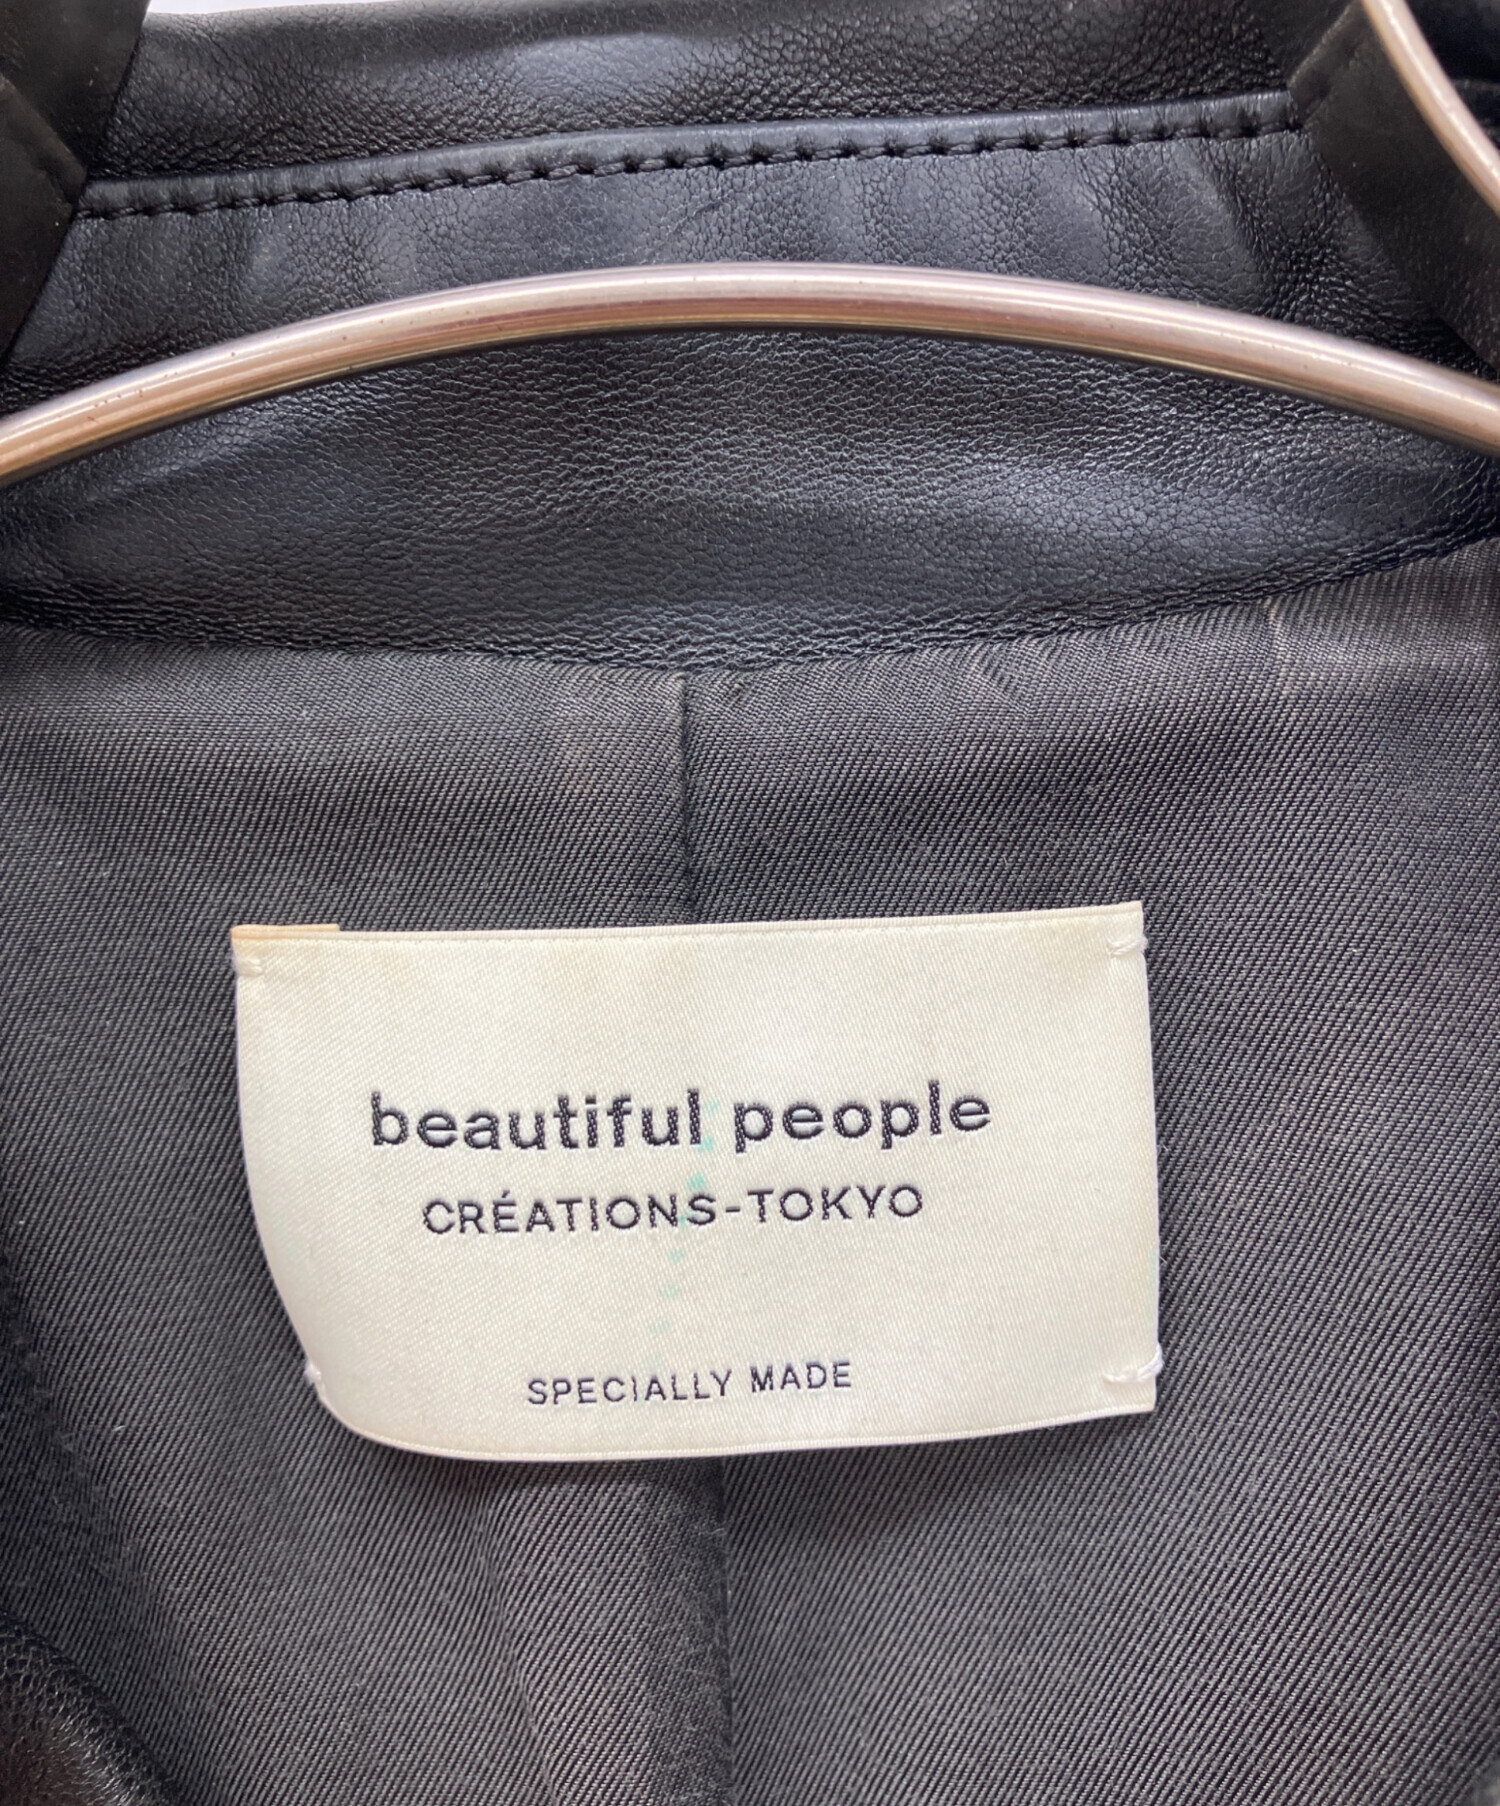 beautiful people
CRÉATIONS-TOKYO
SPECIALLY MADE